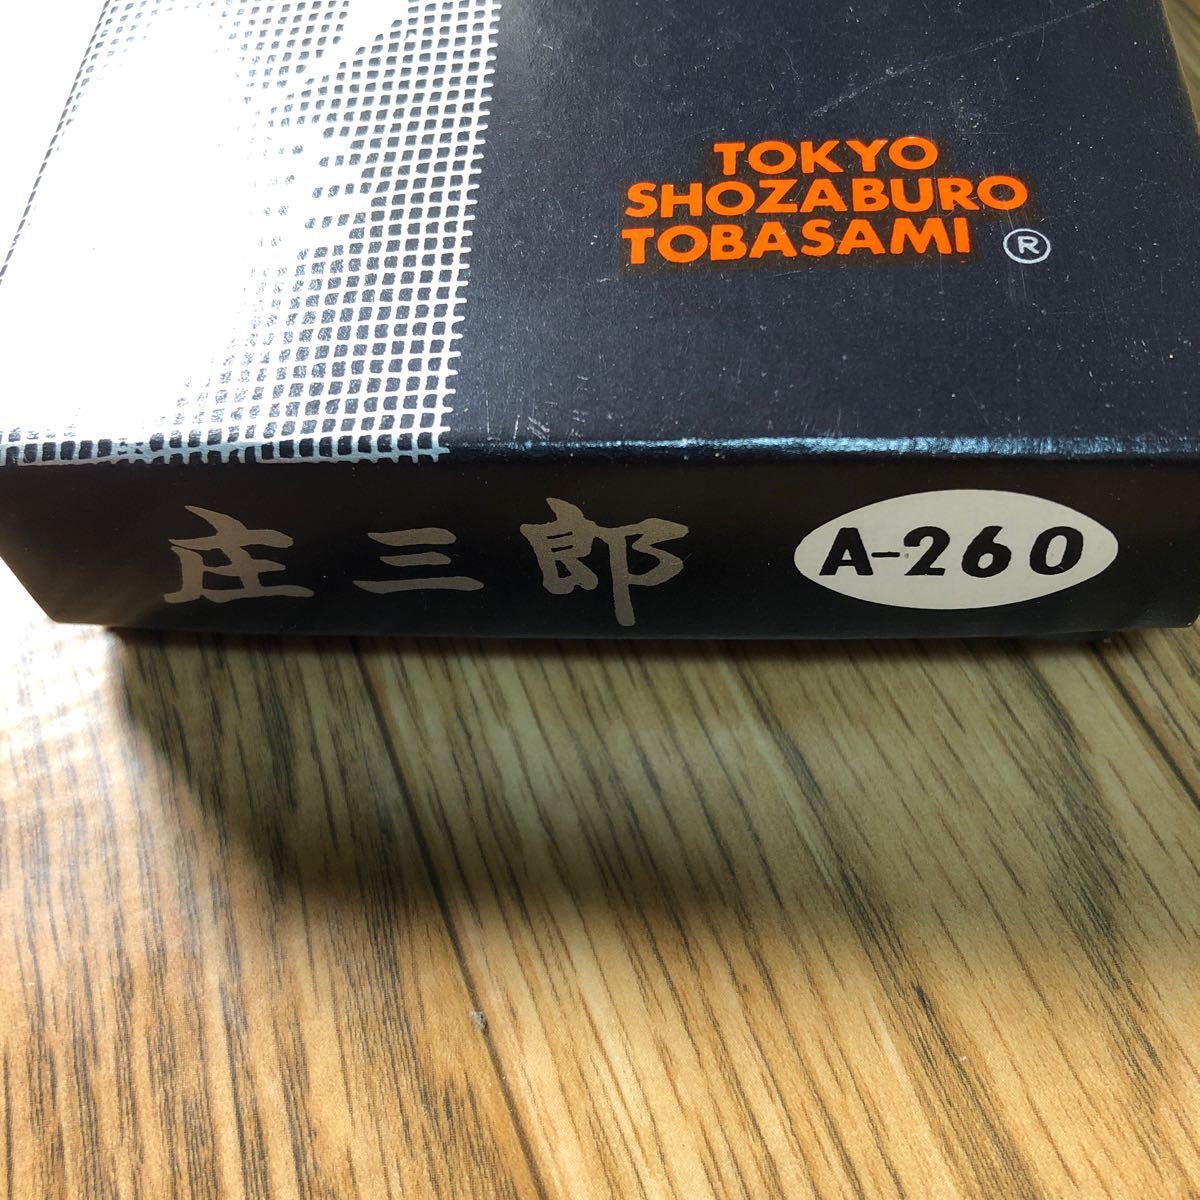 TOKYO
SHOZABURO
TOBASAMI ®
庄三郎 A-260